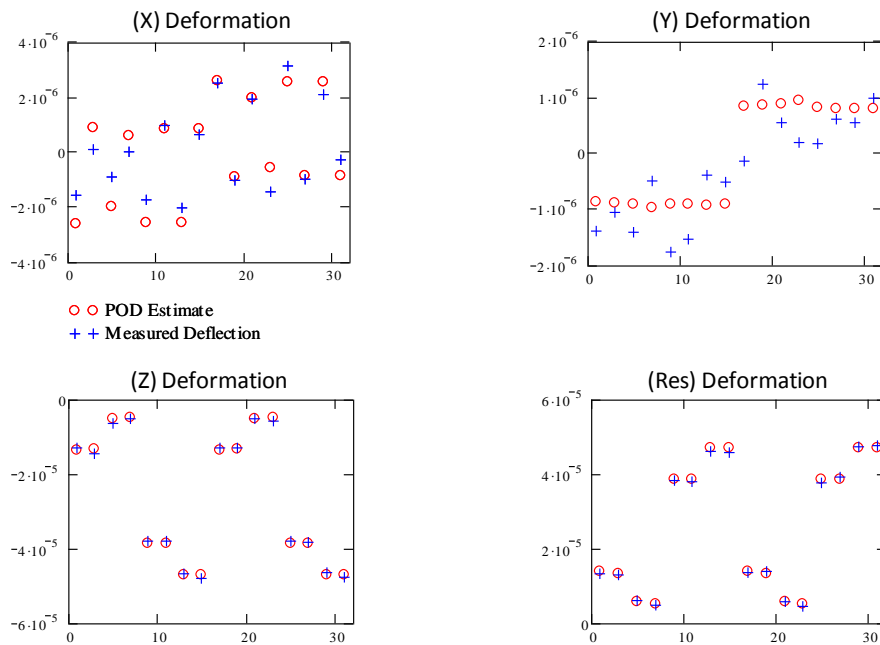 (X) Deformation
4·10⁻⁶
2·10⁻⁶
0
−2·10⁻⁶
−4·10⁻⁶
0 10 20 30
POD Estimate
Measured Deflection
(Y) Deformation
2·10⁻⁶
1·10⁻⁶
0
−1·10⁻⁶
−2·10⁻⁶
0 10 20 30
(Z) Deformation
0
−2·10⁻⁵
−4·10⁻⁵
−6·10⁻⁵
0 10 20 30
(Res) Deformation
6·10⁻⁵
4·10⁻⁵
2·10⁻⁵
0
0 10 20 30